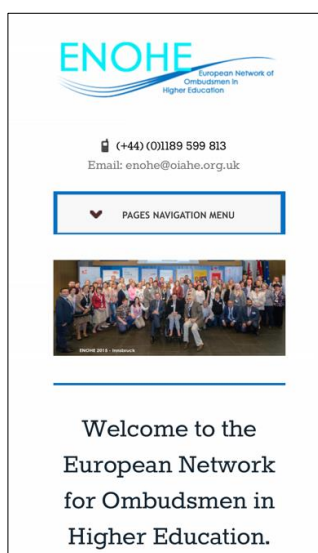 ENOHE
European Network of
Ombudsmen in
Higher Education
(+44) (0)1189 599 813
Email: enohe@oiahe.org.uk
PAGES NAVIGATION MENU
ENOHE 2015 - Innsbruck
Welcome to the
European Network
for Ombudsmen in
Higher Education.